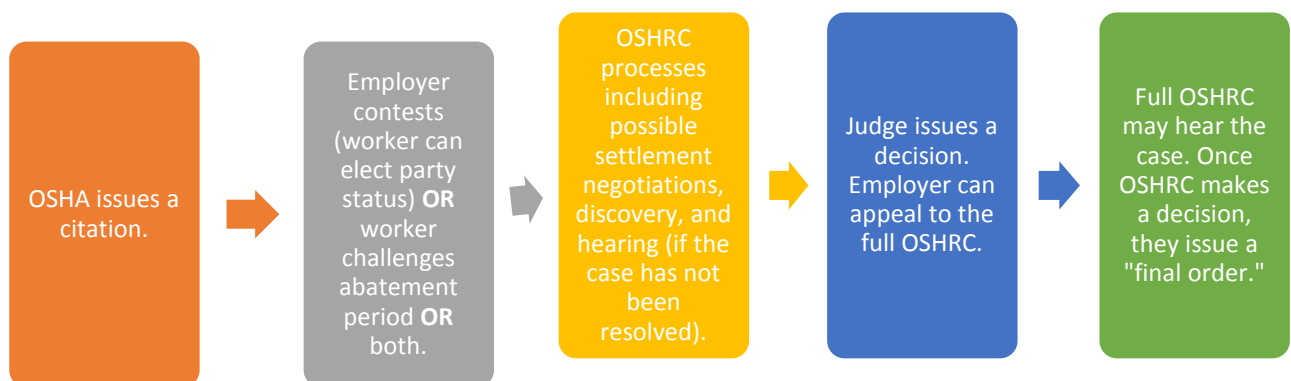 OSHA issues a
citation.
Employer
contests
(worker can
elect party
status) OR
worker
challenges
abatement
period OR
both.
OSHRC
processes
including
possible
settlement
negotiations,
discovery, and
hearing (if the
case has not
been
resolved).
Judge issues a
decision.
Employer can
appeal to the
full OSHRC.
Full OSHRC
may hear the
case. Once
OSHRC makes
a decision,
they issue a
"final order."